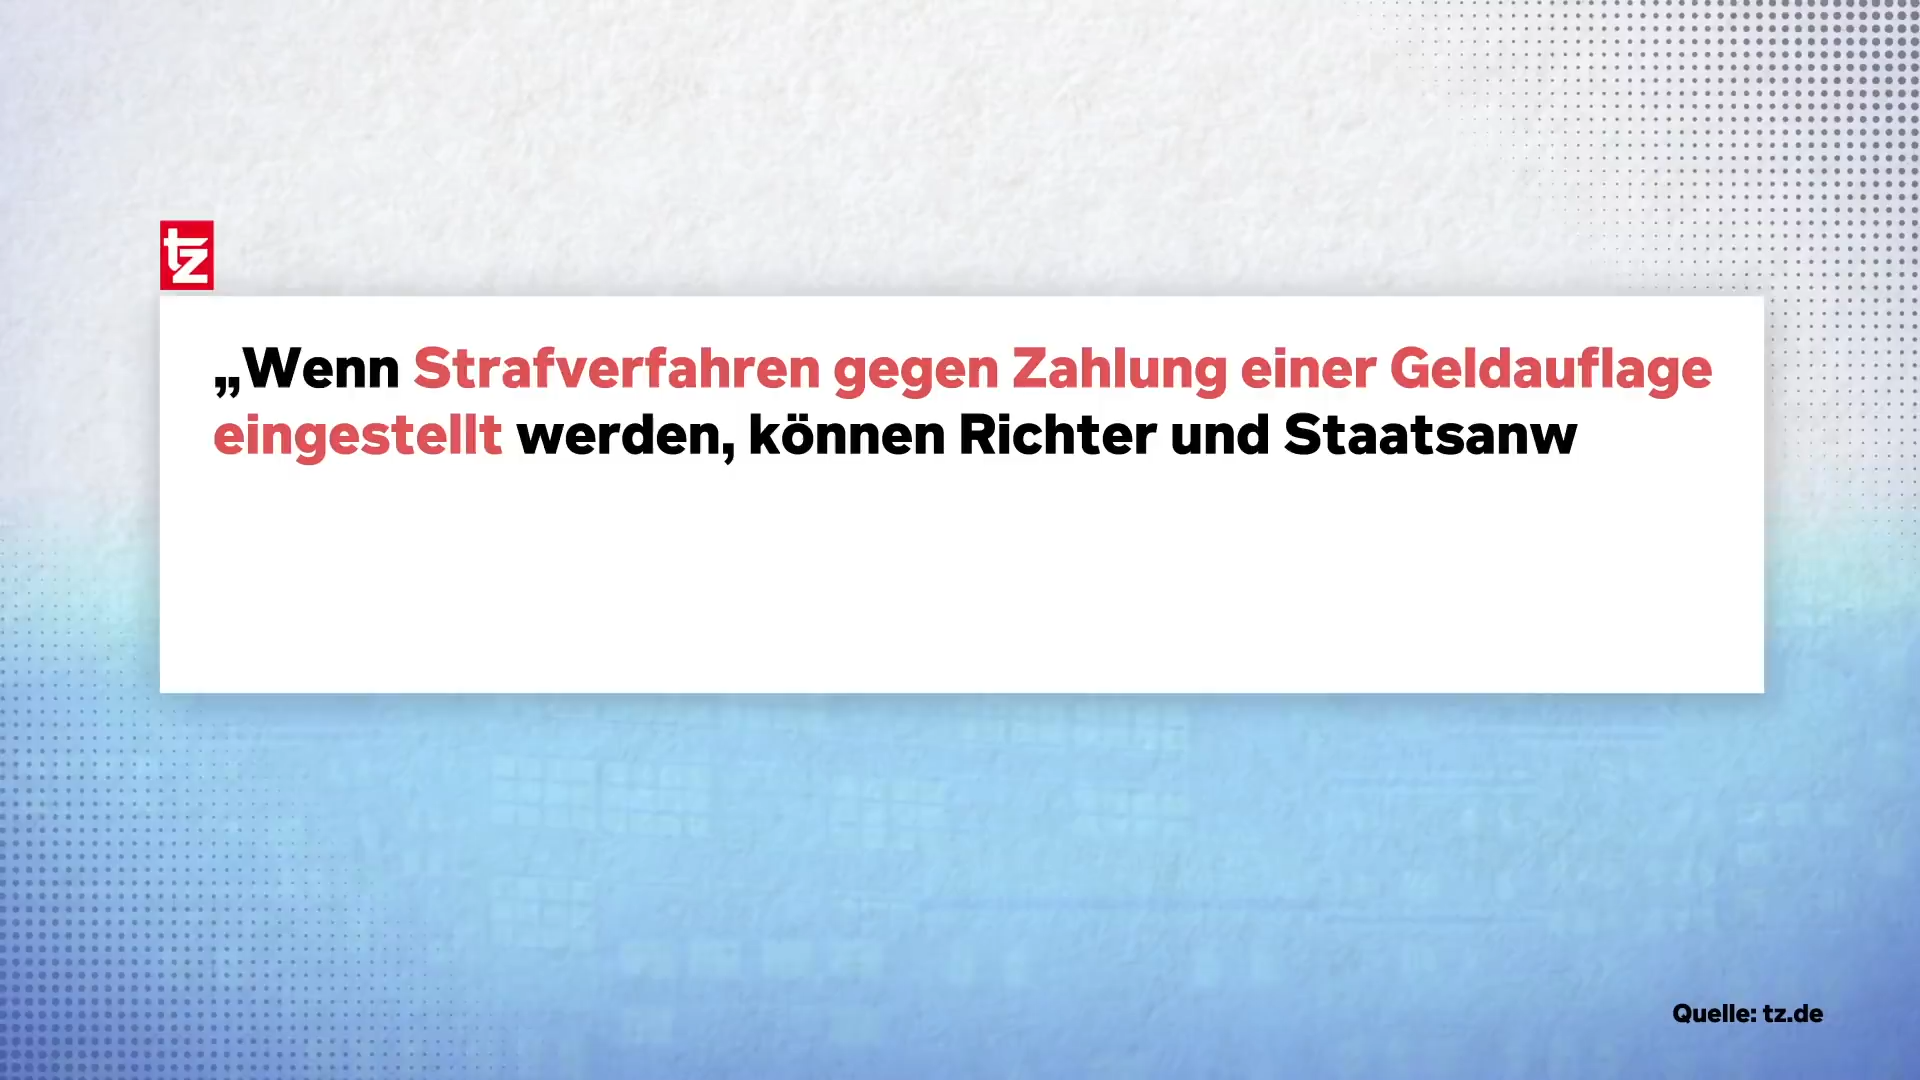 tz
„Wenn Strafverfahren gegen Zahlung einer Geldauflage
eingestellt werden, können Richter und Staatsanw
Quelle: tz.de